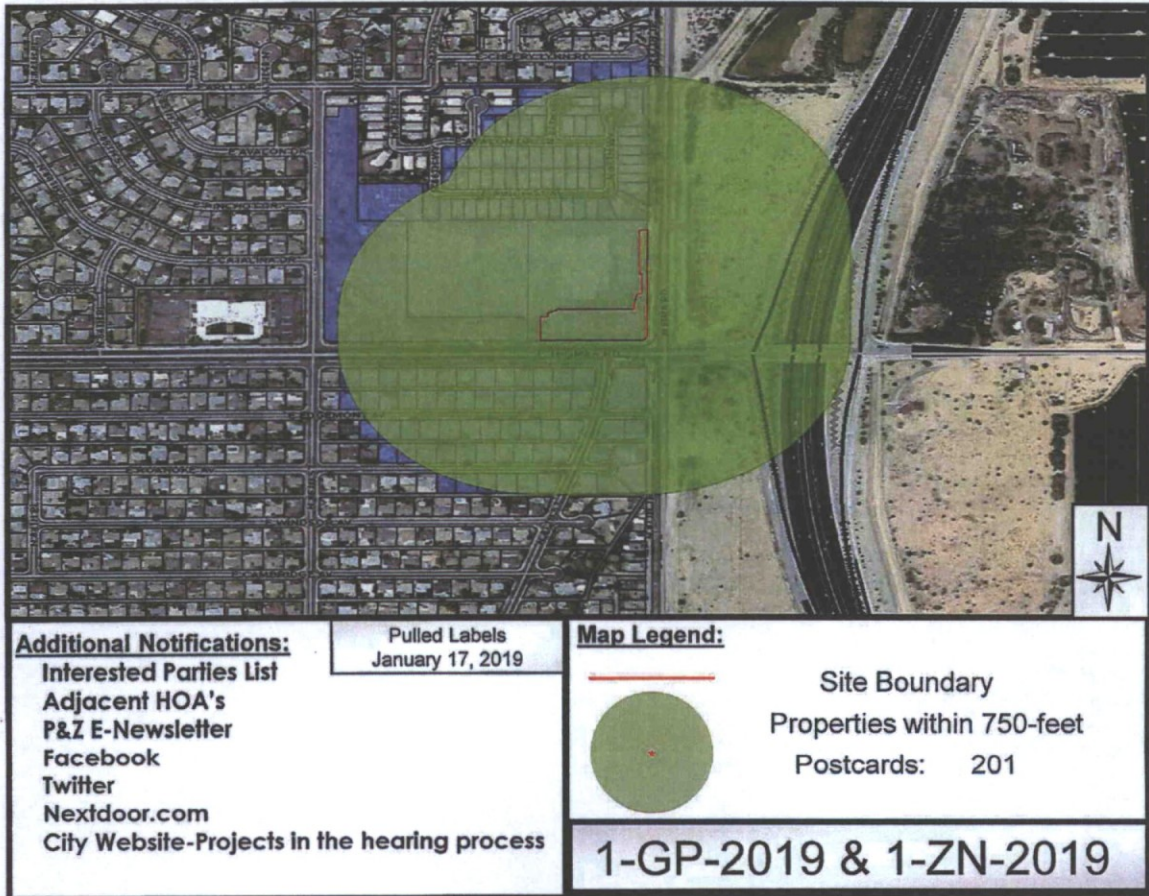 N
Additional Notifications:
Interested Parties List
Adjacent HOA's
P&Z E-Newsletter
Facebook
Twitter
Nextdoor.com
City Website-Projects in the hearing process
Pulled Labels
January 17, 2019
Map Legend:
Site Boundary
Properties within 750-feet
Postcards: 201
1-GP-2019 & 1-ZN-2019